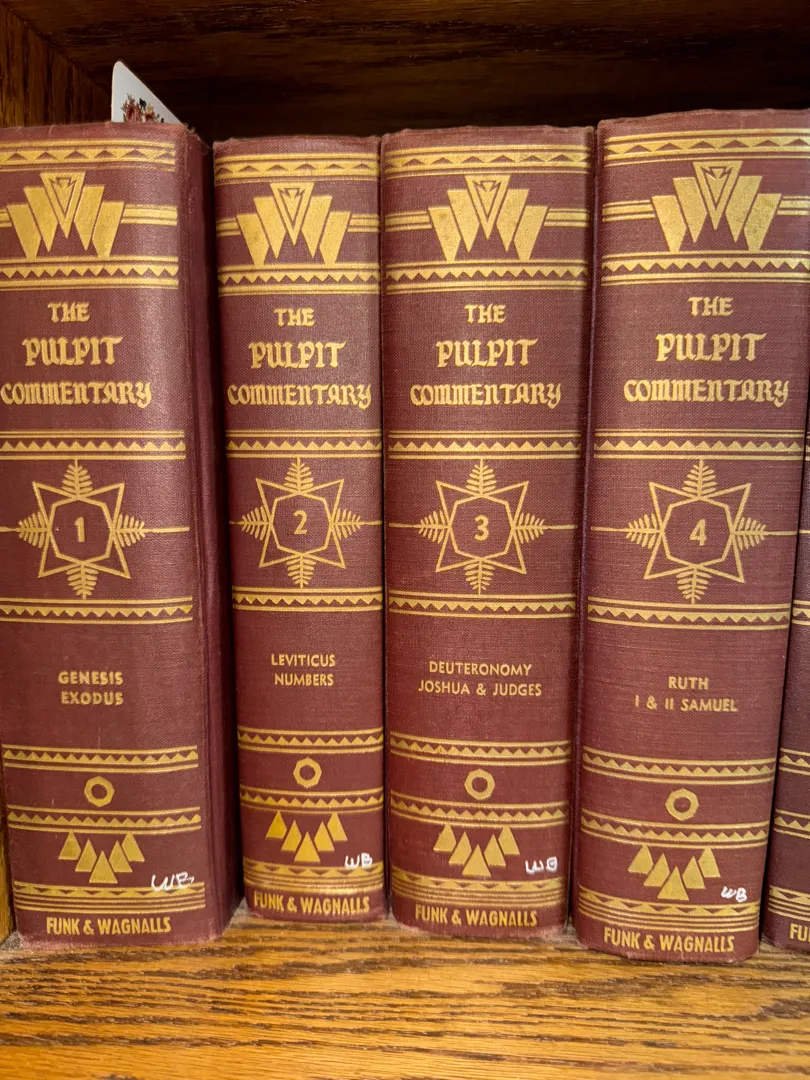 THE
PULPIT
COMMENTARY
1
GENESIS
EXODUS
WB
FUNK & WAGNALLS
THE
PULPIT
COMMENTARY
2
LEVITICUS
NUMBERS
WB
FUNK & WAGNALLS
THE
PULPIT
COMMENTARY
3
DEUTERONOMY
JOSHUA & JUDGES
WB
FUNK & WAGNALLS
THE
PULPIT
COMMENTARY
4
RUTH
I & II SAMUEL
WB
FUNK & WAGNALLS
FU